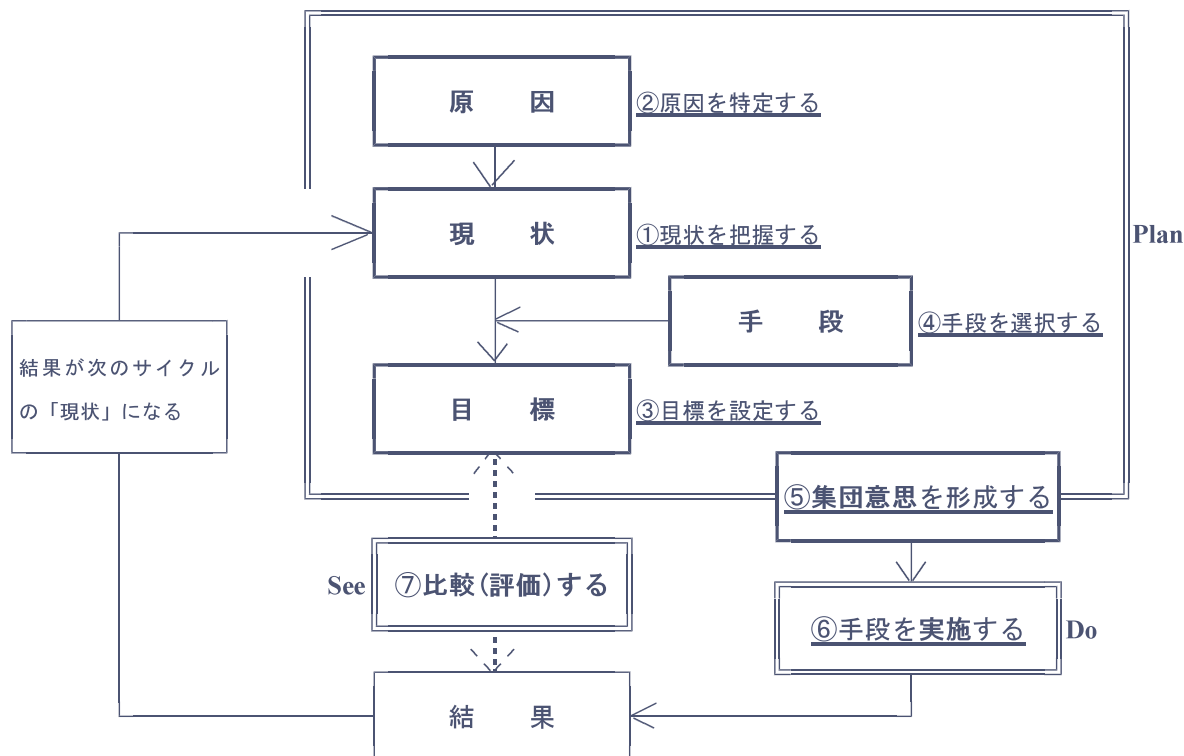 原因
②原因を特定する
現状
①現状を把握する
Plan
手段
④手段を選択する
結果が次のサイクル
の「現状」になる
目標
③目標を設定する
⑤集団意思を形成する
See
⑦比較(評価)する
⑥手段を実施する
Do
結果